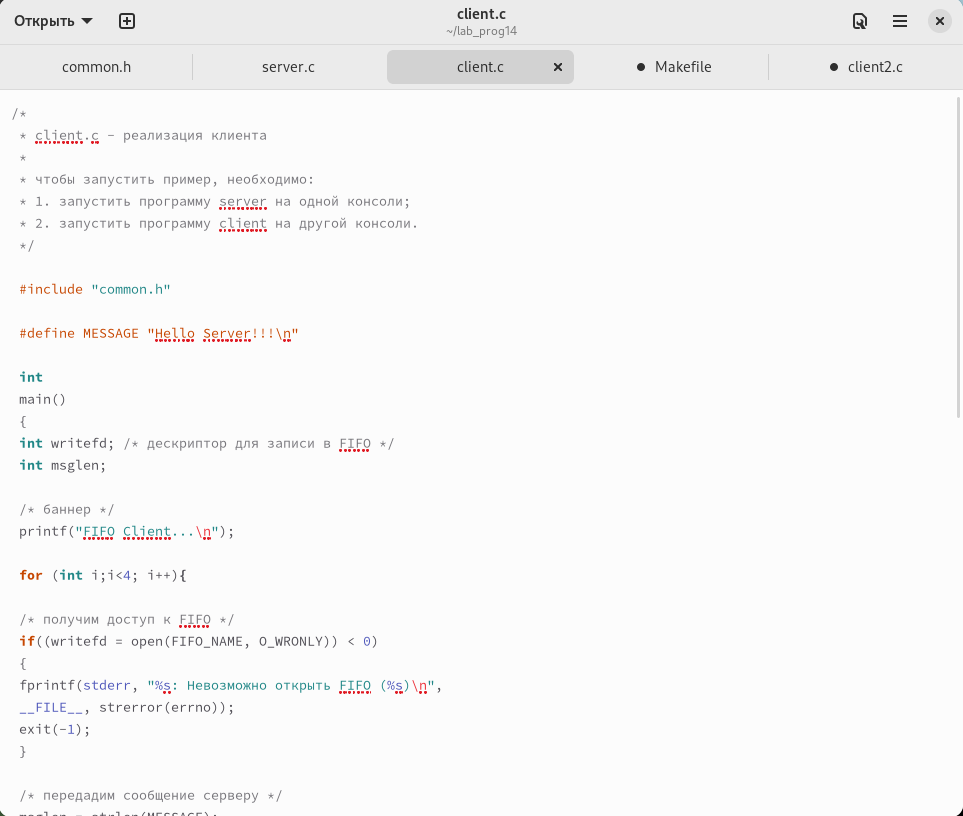 Открыть
client.c
~/lab_prog14
common.h
server.c
client.c
Makefile
client2.c
/*
* client.c - реализация клиента
*
* чтобы запустить пример, необходимо:
* 1. запустить программу server на одной консоли;
* 2. запустить программу client на другой консоли.
*/
#include "common.h"
#define MESSAGE "Hello Server!!!\n"
int
main()
{
int writefd; /* дескриптор для записи в FIFO */
int msglen;
/* баннер */
printf("FIFO Client...\n");
for (int i;i<4; i++){
/* получим доступ к FIFO */
if((writefd = open(FIFO_NAME, O_WRONLY)) < 0)
{
fprintf(stderr, "%s: Невозможно открыть FIFO (%s)\n",
__FILE__, strerror(errno));
exit(-1);
}
/* передадим сообщение серверу */
msglen = strlen(MESSAGE);